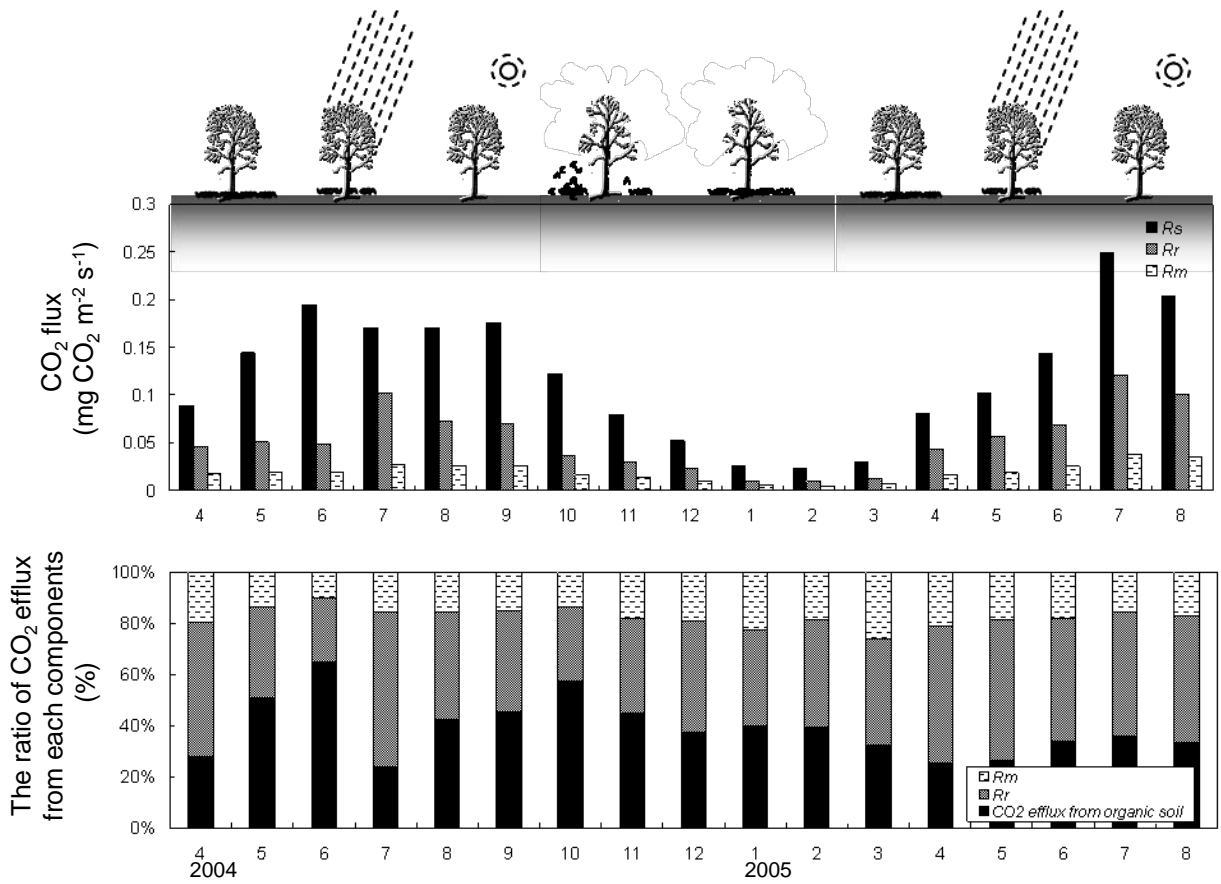 CO2 flux
(mg CO2 m-2 s-1)
0.3
0.25
0.2
0.15
0.1
0.05
0
Rs
Rr
Rm
4 5 6 7 8 9 10 11 12 1 2 3 4 5 6 7 8
The ratio of CO2 efflux
from each components
(%)
100%
80%
60%
40%
20%
0%
Rm
Rr
CO2 efflux from organic soil
4 5 6 7 8 9 10 11 12 1 2 3 4 5 6 7 8
2004 2005